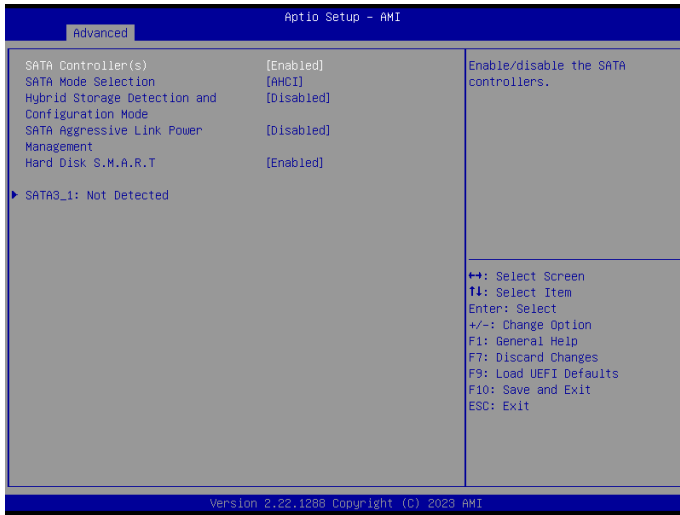 Aptio Setup – AMI
Advanced
SATA Controller(s) [Enabled]
SATA Mode Selection [AHCI]
Hybrid Storage Detection and [Disabled]
Configuration Mode
SATA Aggressive Link Power [Disabled]
Management
Hard Disk S.M.A.R.T [Enabled]
SATA3_1: Not Detected
Enable/disable the SATA
controllers.
↔: Select Screen
↑↓: Select Item
Enter: Select
+/-: Change Option
F1: General Help
F7: Discard Changes
F9: Load UEFI Defaults
F10: Save and Exit
ESC: Exit
Version 2.22.1288 Copyright (C) 2023 AMI